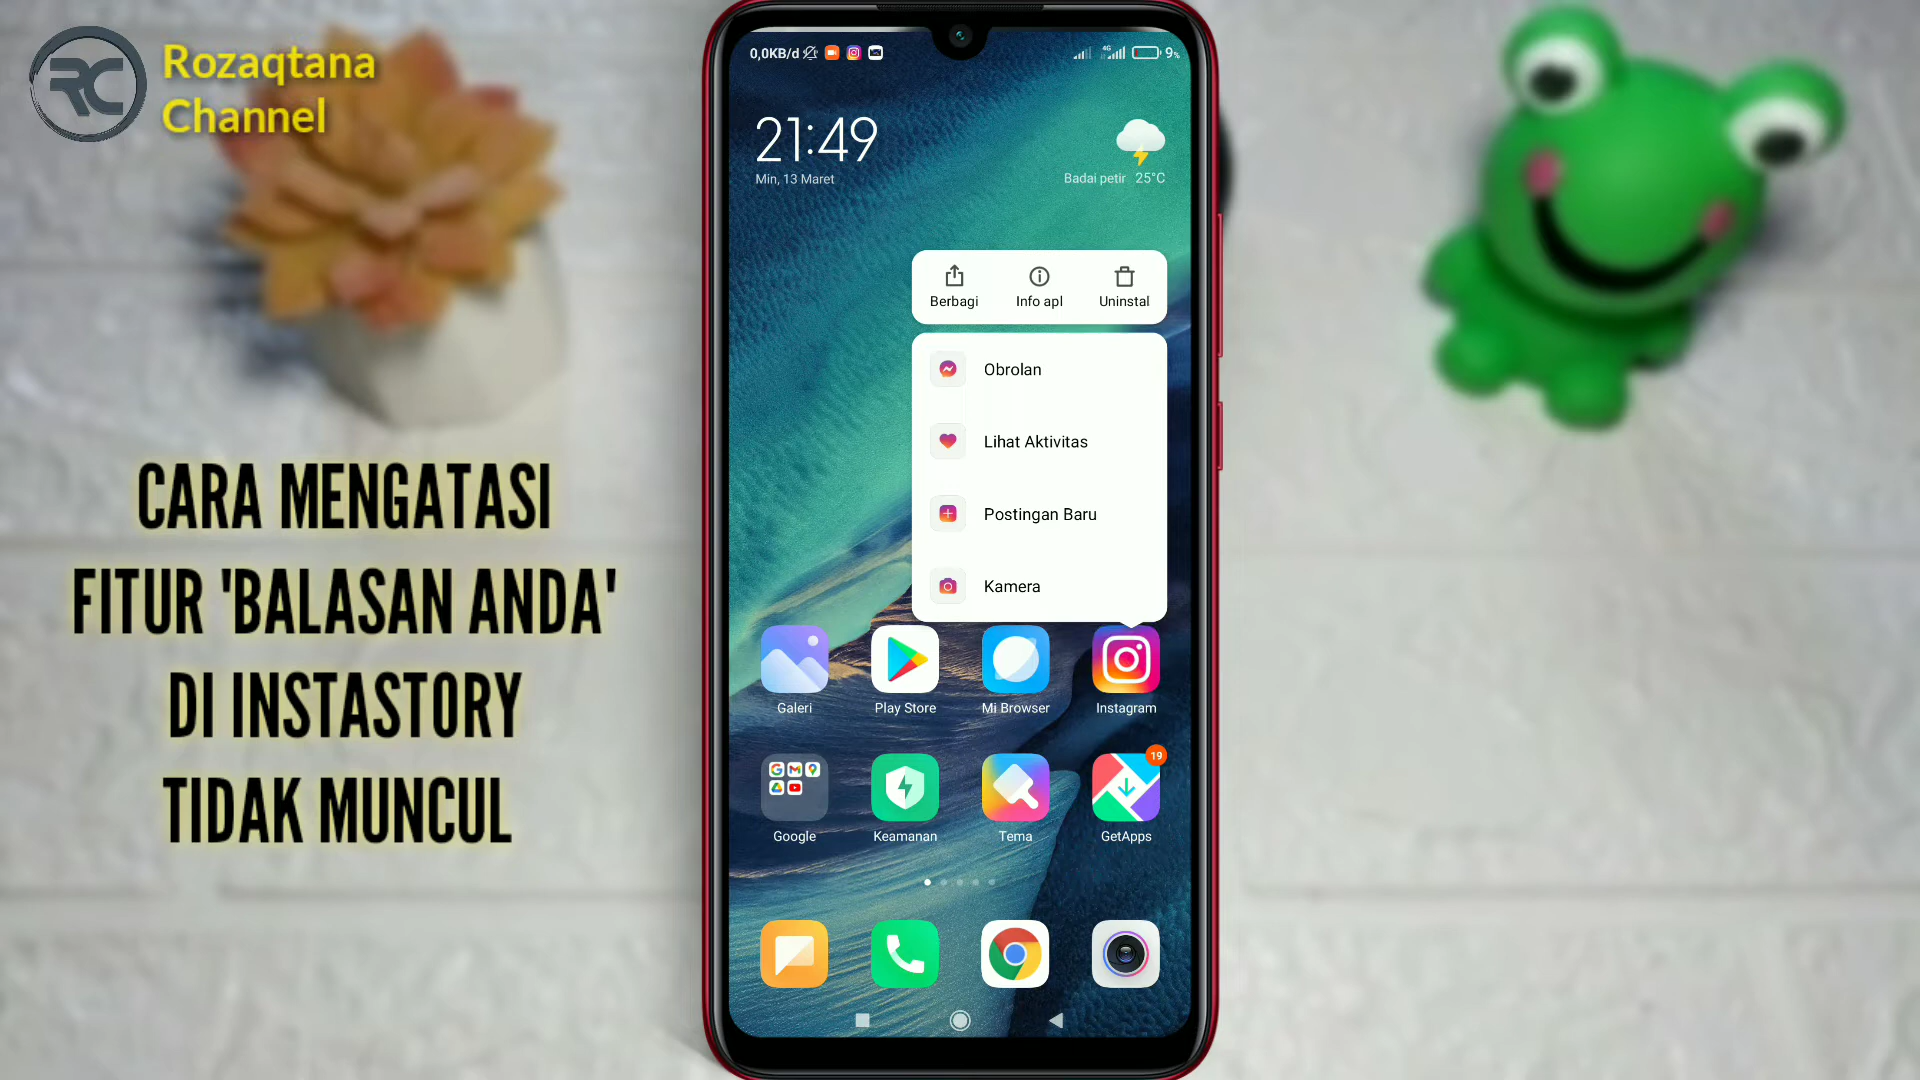 RC
Rozaqtana
Channel
CARA MENGATASI
FITUR 'BALASAN ANDA'
DI INSTASTORY
TIDAK MUNCUL
0,0KB/d
4G
9%
21:49
Min, 13 Maret
Badai petir 25°C
Berbagi Info apl Uninstal
Obrolan
Lihat Aktivitas
Postingan Baru
Kamera
Galeri Play Store Mi Browser Instagram
19
Google Keamanan Tema GetApps